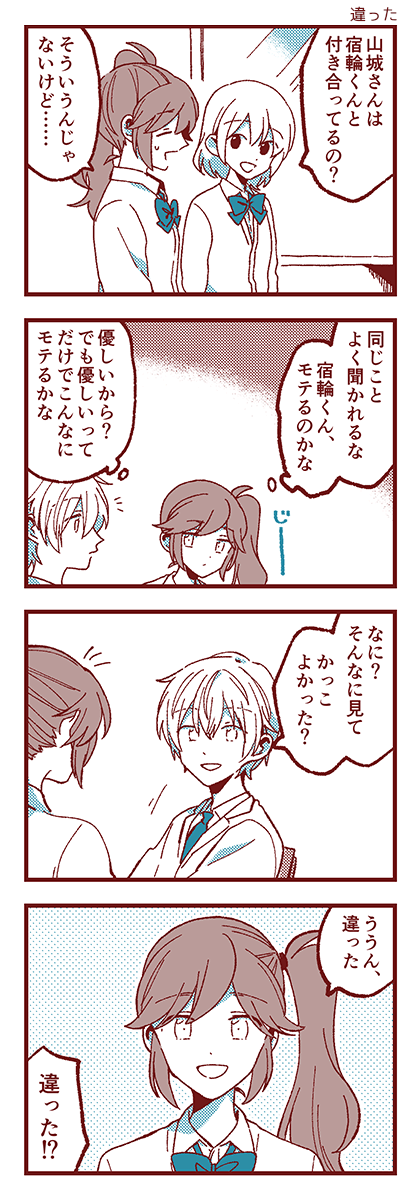 違った
山城さんは
宿輪くんと
付き合ってるの？
そういうんじゃ
ないけど……
同じこと
よく聞かれるな
宿輪くん、
モテるのかな
優しいから？
でも優しいって
だけでこんなに
モテるかな
じー
なに？
そんなに見て
かっこ
よかった？
ううん、
違った
違った!?